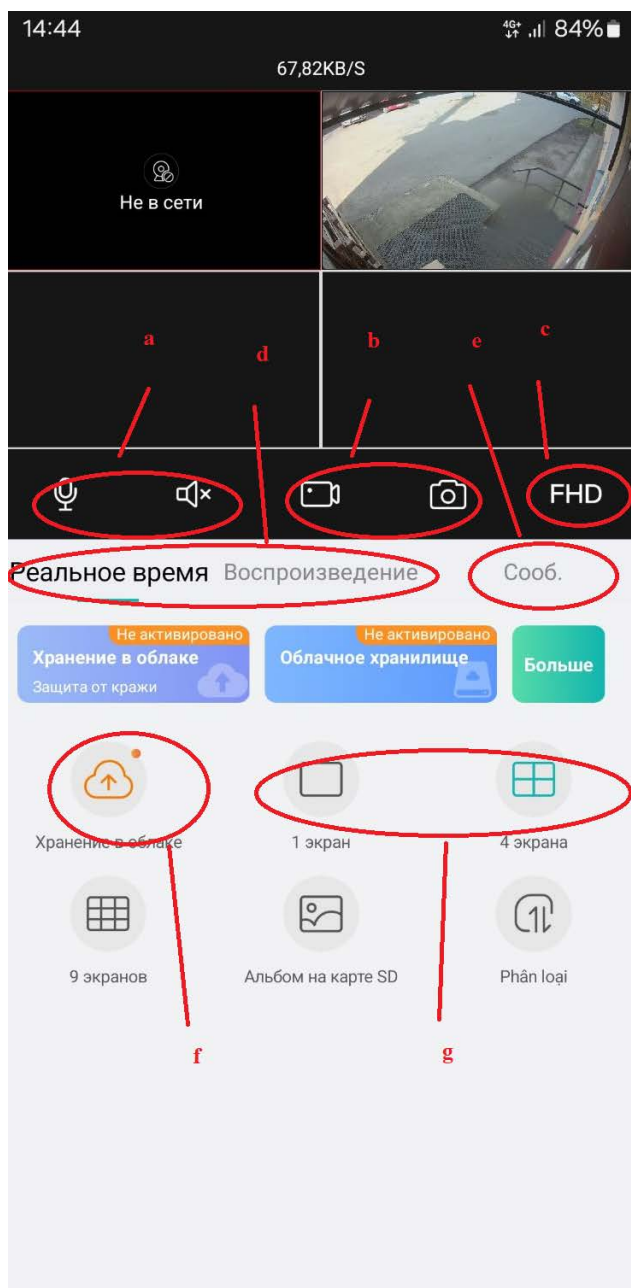 14:44
4G+ 84%
67,82KB/S
Не в сети
a
d
b
e
c
FHD
Реальное время Воспроизведение Сооб.
Не активировано
Хранение в облаке
Защита от кражи
Не активировано
Облачное хранилище
Больше
Хранение в облаке
1 экран
4 экрана
9 экранов
Альбом на карте SD
Phân loại
f
g